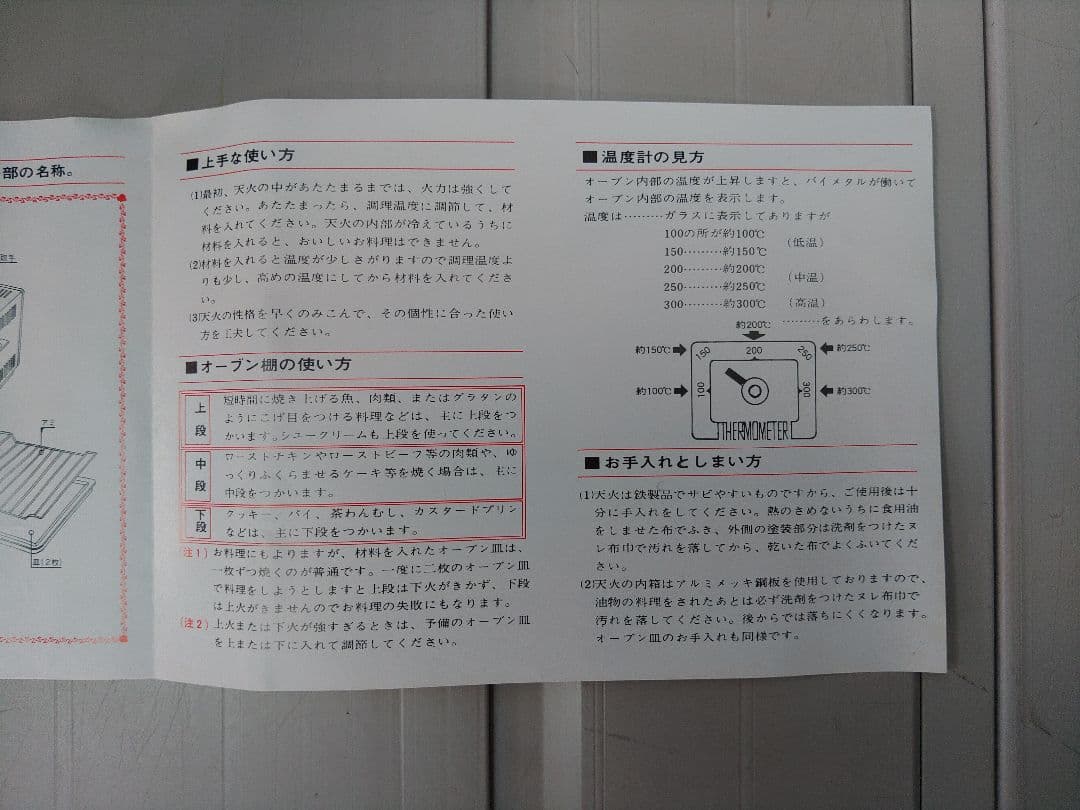 部の名称。
取手
アミ
皿(2枚)
■上手な使い方
(1)最初、天火の中があたたまるまでは、火力は強くして
ください。あたたまったら、調理温度に調節して、材
料を入れてください。天火の内部が冷えているうちに
材料を入れると、おいしいお料理はできません。
(2)材料を入れると温度が少しさがりますので調理温度よ
りも少し、高めの温度にしてから材料を入れてくださ
い。
(3)天火の性格を早くのみこんで、その個性に合った使い
方を工夫してください。
■オーブン棚の使い方
上段
短時間に焼き上げる魚、肉類、またはグラタンの
ようにこげ目をつける料理などは、主に上段をつ
かいます。シュークリームも上段を使ってください。
中段
ローストチキンやローストビーフ等の肉類や、ゆ
っくりふくらませるケーキ等を焼く場合は、主に
中段をつかいます。
下段
クッキー、パイ、茶わんむし、カスタードプリン
などは、主に下段をつかいます。
(注1)お料理にもよりますが、材料を入れたオーブン皿は、
一枚ずつ焼くのが普通です。一度に二枚のオーブン皿
で料理をしようとしますと上段は下火がきかず、下段
は上火がきませんのでお料理の失敗にもなります。
(注2)上火または下火が強すぎるときは、予備のオーブン皿
を上または下に入れて調節してください。
■温度計の見方
オーブン内部の温度が上昇しますと、バイメタルが働いて
オーブン内部の温度を表示します。
温度は………ガラスに表示してありますが
100の所が約100℃
150………約150℃
(低温)
200………約200℃
250………約250℃
(中温)
300………約300℃ (高温)
………をあらわします。
約200℃
約150℃
約250℃
約100℃
約300℃
100
150
200
250
300
THERMOMETER
■お手入れとしまい方
(1)天火は鉄製品でサビやすいものですから、ご使用後は十
分に手入れをしてください。熱のさめないうちに食用油
をしませた布でふき、外側の塗装部分は洗剤をつけたヌ
レ布巾で汚れを落してから、乾いた布でよくふいてくだ
さい。
(2)天火の内箱はアルミメッキ鋼板を使用しておりますので、
油物の料理をされたあとは必ず洗剤をつけたヌレ布巾で
汚れを落してください。後からでは落ちにくくなります。
オーブン皿のお手入れも同様です。